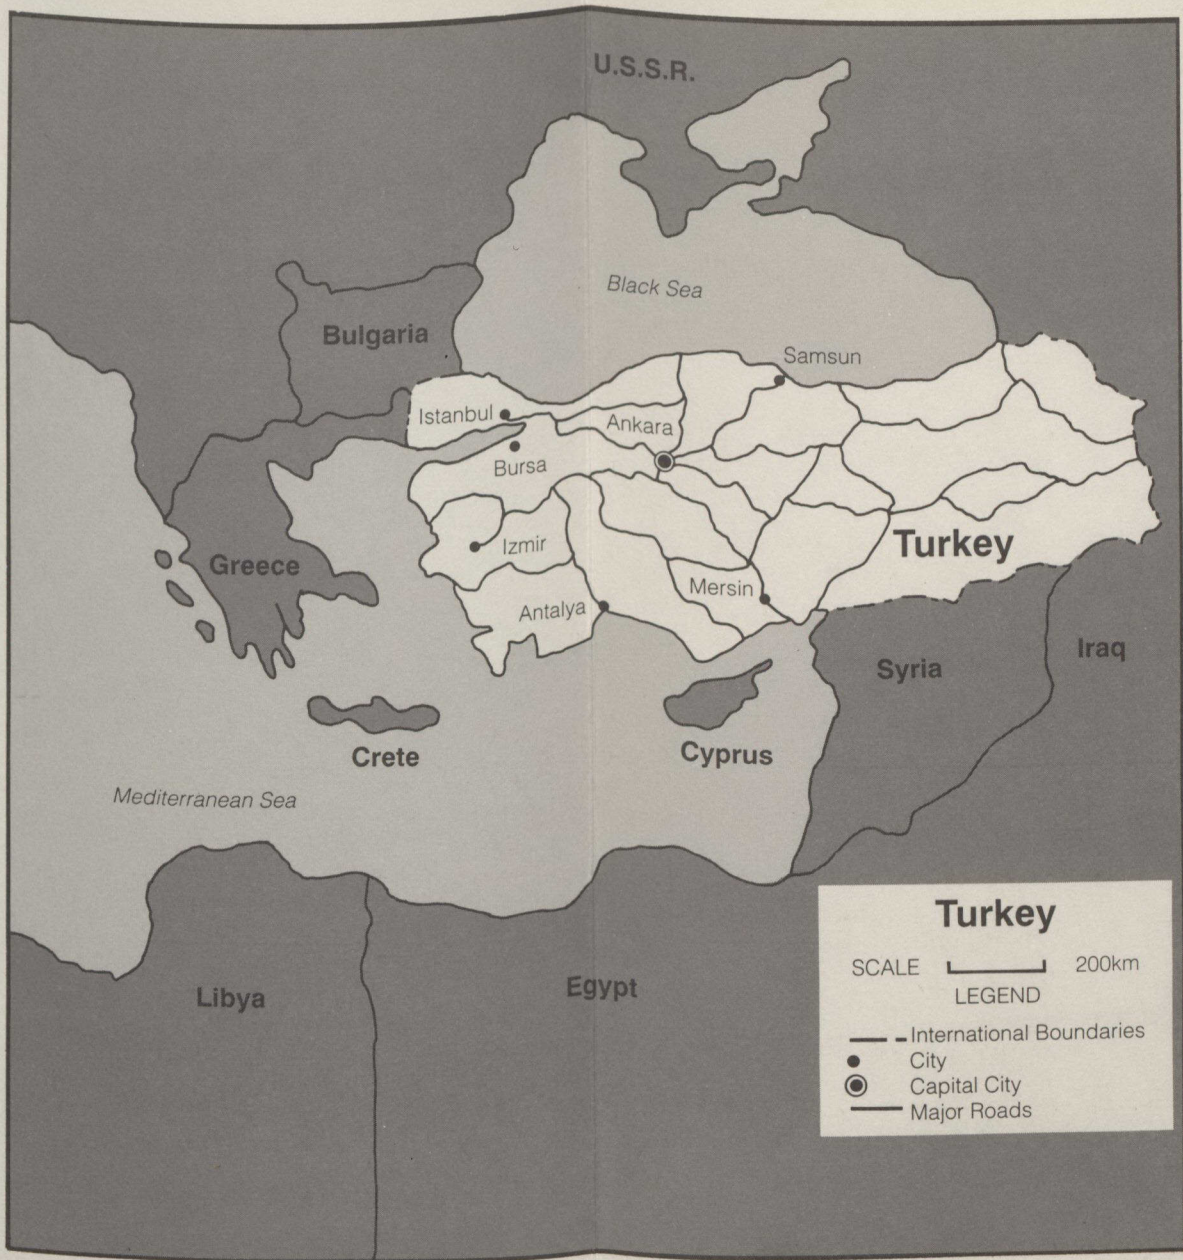 U.S.S.R.
Black Sea
Bulgaria
Samsun
Istanbul
Ankara
Bursa
Turkey
Izmir
Greece
Mersin
Antalya
Iraq
Syria
Crete
Cyprus
Mediterranean Sea
Turkey
SCALE 200km
LEGEND
International Boundaries
City
Capital City
Major Roads
Libya
Egypt